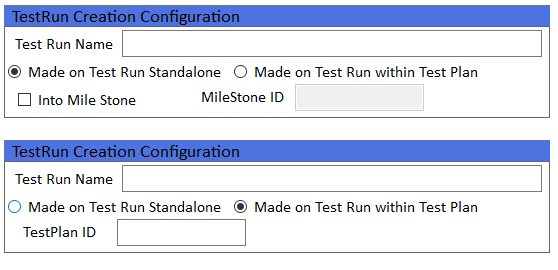 TestRun Creation Configuration
Test Run Name
Made on Test Run Standalone Made on Test Run within Test Plan
Into Mile Stone MileStone ID
TestRun Creation Configuration
Test Run Name
Made on Test Run Standalone Made on Test Run within Test Plan
TestPlan ID